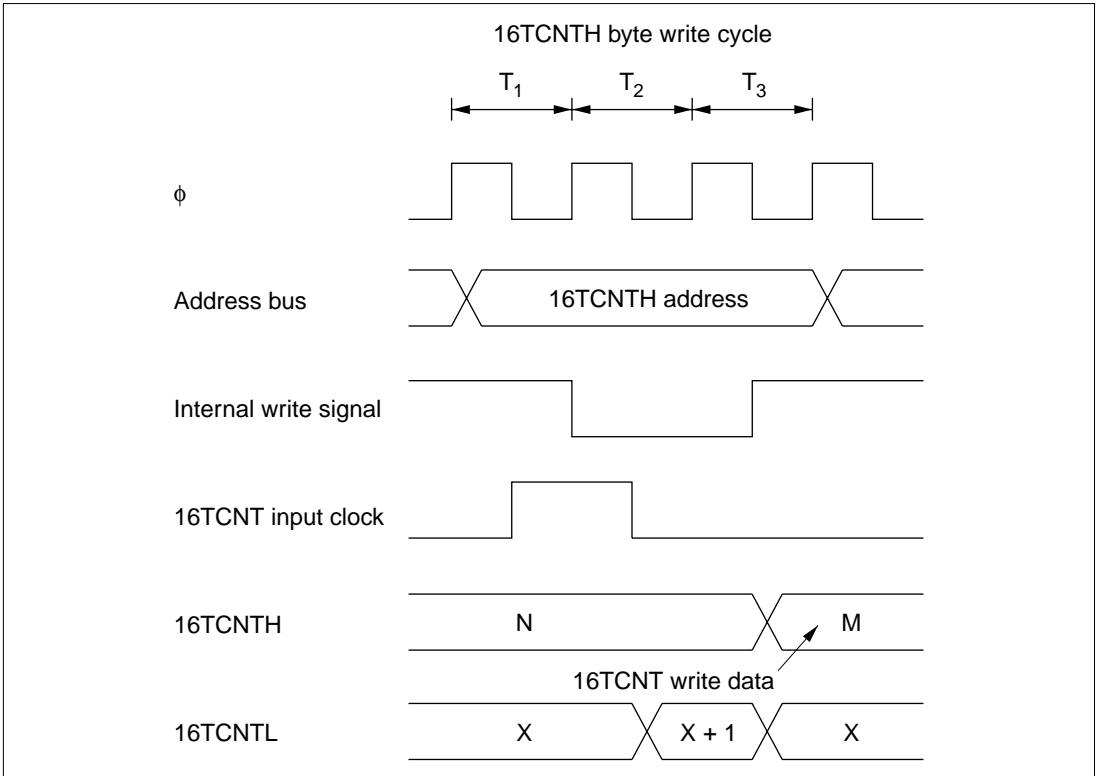 16TCNTH byte write cycle
T1 T2 T3
φ
Address bus 16TCNTH address
Internal write signal
16TCNT input clock
16TCNTH N M
16TCNT write data
16TCNTL X X + 1 X